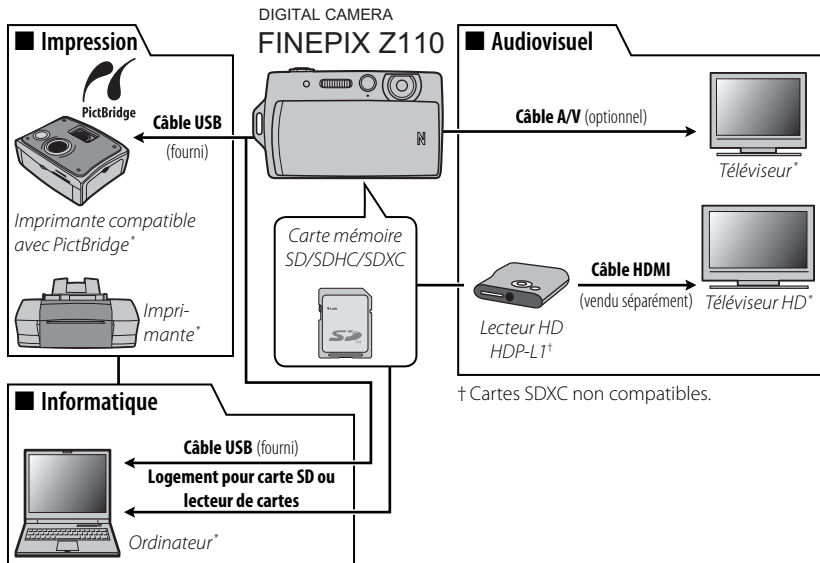 DIGITAL CAMERA
FINEPIX Z110
■ Impression
PictBridge
Câble USB
(fourni)
Imprimante compatible
avec PictBridge*
Impri-
mante*
Carte mémoire
SD/SDHC/SDXC
Lock
SD
■ Audiovisuel
Câble A/V (optionnel)
Téléviseur*
Câble HDMI
(vendu séparément)
Téléviseur HD*
Lecteur HD
HDP-L1†
† Cartes SDXC non compatibles.
■ Informatique
Câble USB (fourni)
Logement pour carte SD ou
lecteur de cartes
Ordinateur*